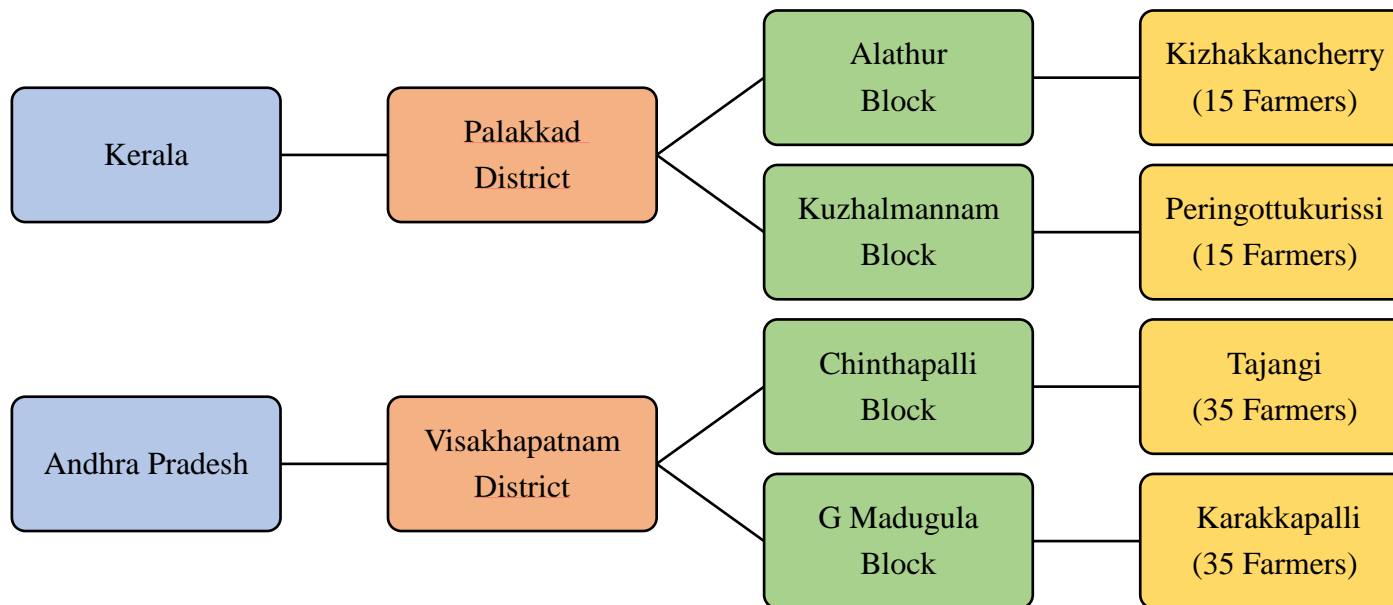 Kerala
Palakkad
District
Alathur
Block
Kizhakkancherry
(15 Farmers)
Kuzhalmannam
Block
Peringottukurissi
(15 Farmers)
Andhra Pradesh
Visakhapatnam
District
Chinthapalli
Block
Tajangi
(35 Farmers)
G Madugula
Block
Karakkapalli
(35 Farmers)